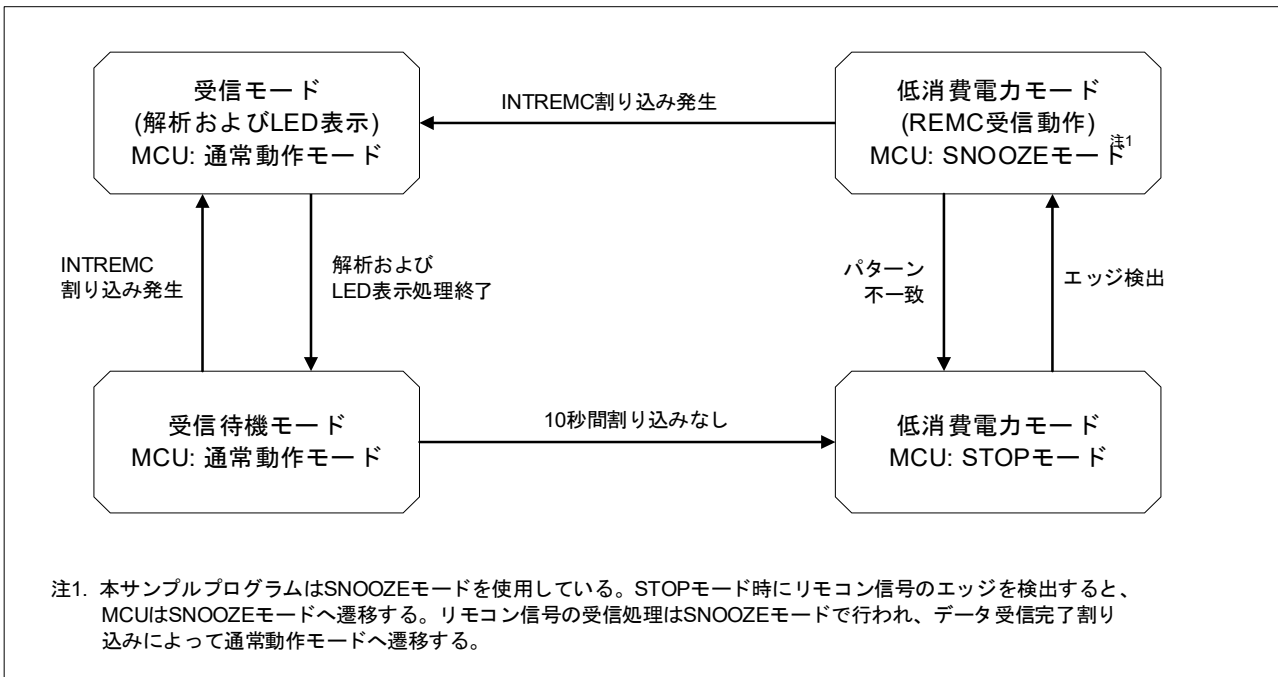 受信モード
(解析およびLED表示)
MCU: 通常動作モード
INTREMC割り込み発生
低消費電力モード
(REMC受信動作)
MCU: SNOOZEモード注1
INTREMC
割り込み発生
解析および
LED表示処理終了
パターン
不一致
エッジ検出
受信待機モード
MCU: 通常動作モード
10秒間割り込みなし
低消費電力モード
MCU: STOPモード
注1. 本サンプルプログラムはSNOOZEモードを使用している。STOPモード時にリモコン信号のエッジを検出すると、
MCUはSNOOZEモードへ遷移する。リモコン信号の受信処理はSNOOZEモードで行われ、データ受信完了割り
込みによって通常動作モードへ遷移する。